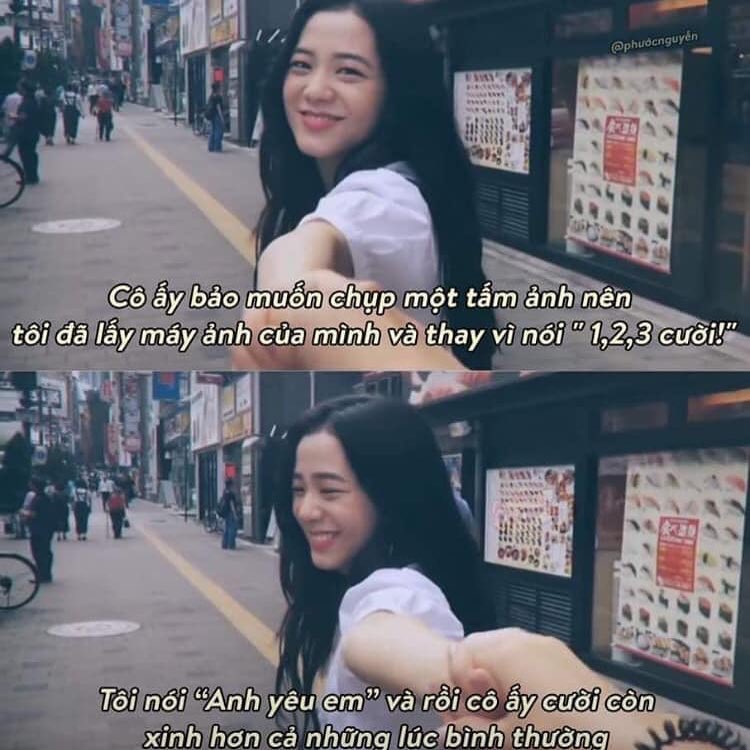 @phướcnguyễn
Cô ấy bảo muốn chụp một tấm ảnh nên
tôi đã lấy máy ảnh của mình và thay vì nói " 1,2,3 cười!"
Tôi nói “Anh yêu em” và rồi cô ấy cười còn
xinh hơn cả những lúc bình thường